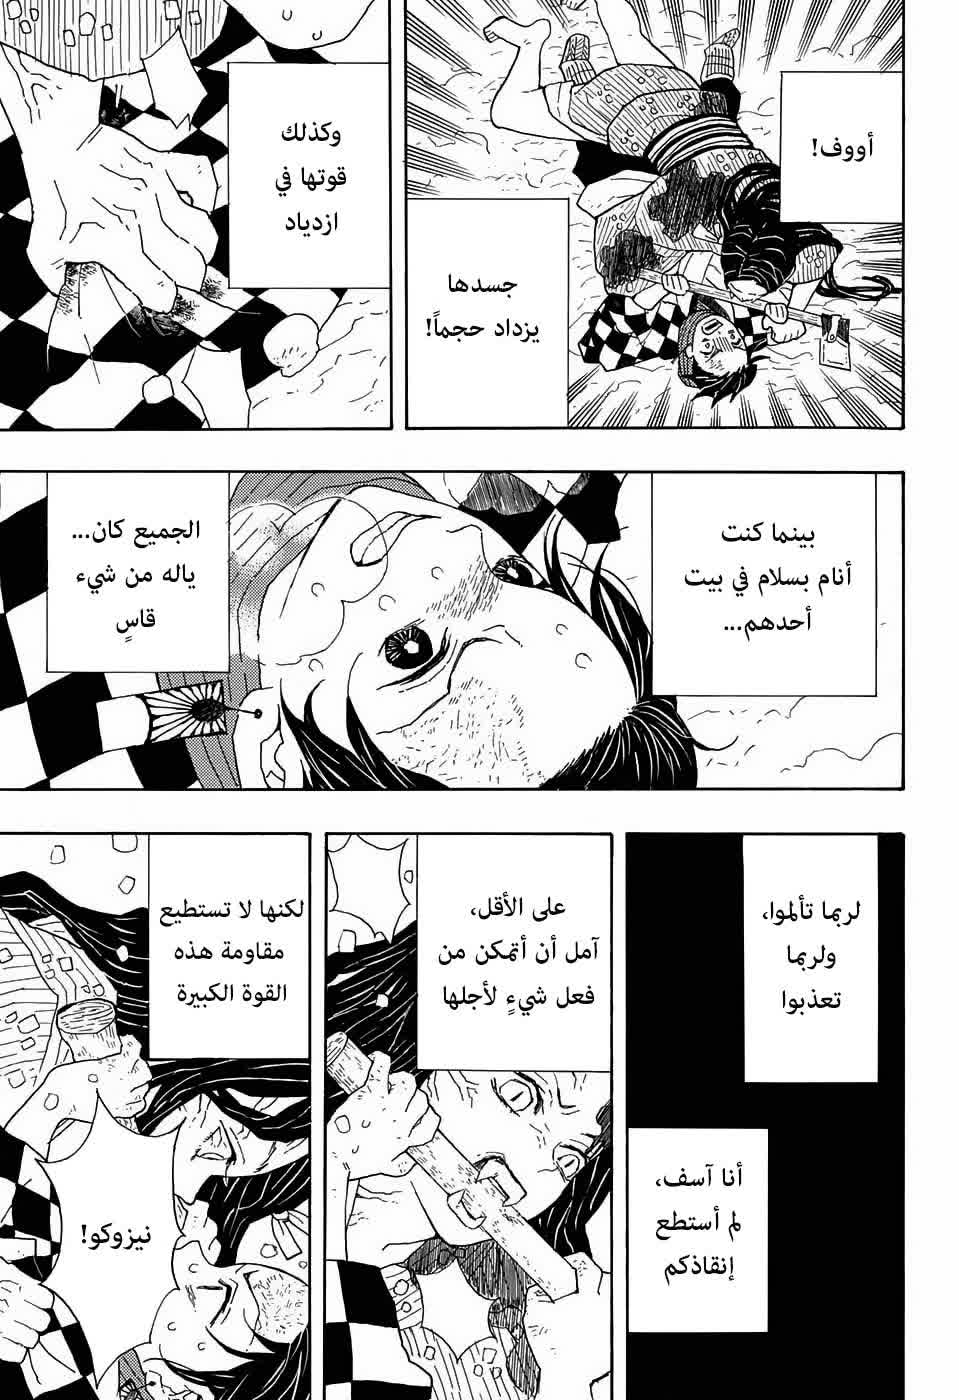 أووف!
جسدها
يزداد حجماً!
وكذلك
قوتها في
ازدياد
بينما كنت
أنام بسلام في بيت
أحدهم...
الجميع كان...
ياله من شيء
قاسٍ
لربما تألموا،
ولربما
تعذبوا
أنا آسف،
لم أستطع
إنقاذكم
على الأقل،
آمل أن أتمكن من
فعل شيءٍ لأجلها
لكنها لا تستطيع
مقاومة هذه
القوة الكبيرة
نيزوكو!